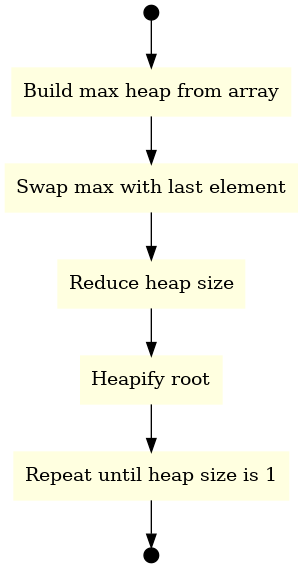 Build max heap from array
Swap max with last element
Reduce heap size
Heapify root
Repeat until heap size is 1